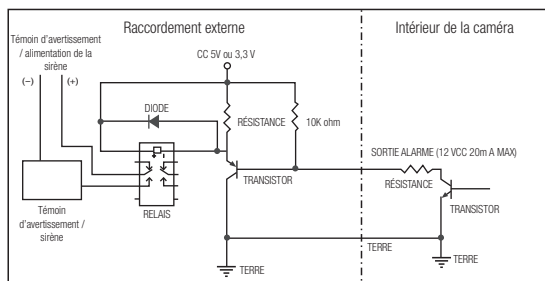 Raccordement externe
Intérieur de la caméra
Témoin d'avertissement
/ alimentation de la
sirène
(−)
(+)
CC 5V ou 3,3 V
DIODE
RÉSISTANCE
10K ohm
SORTIE ALARME (12 VCC 20m A MAX)
RÉSISTANCE
TRANSISTOR
TRANSISTOR
RELAIS
Témoin
d'avertissement /
sirène
TERRE
TERRE
TERRE